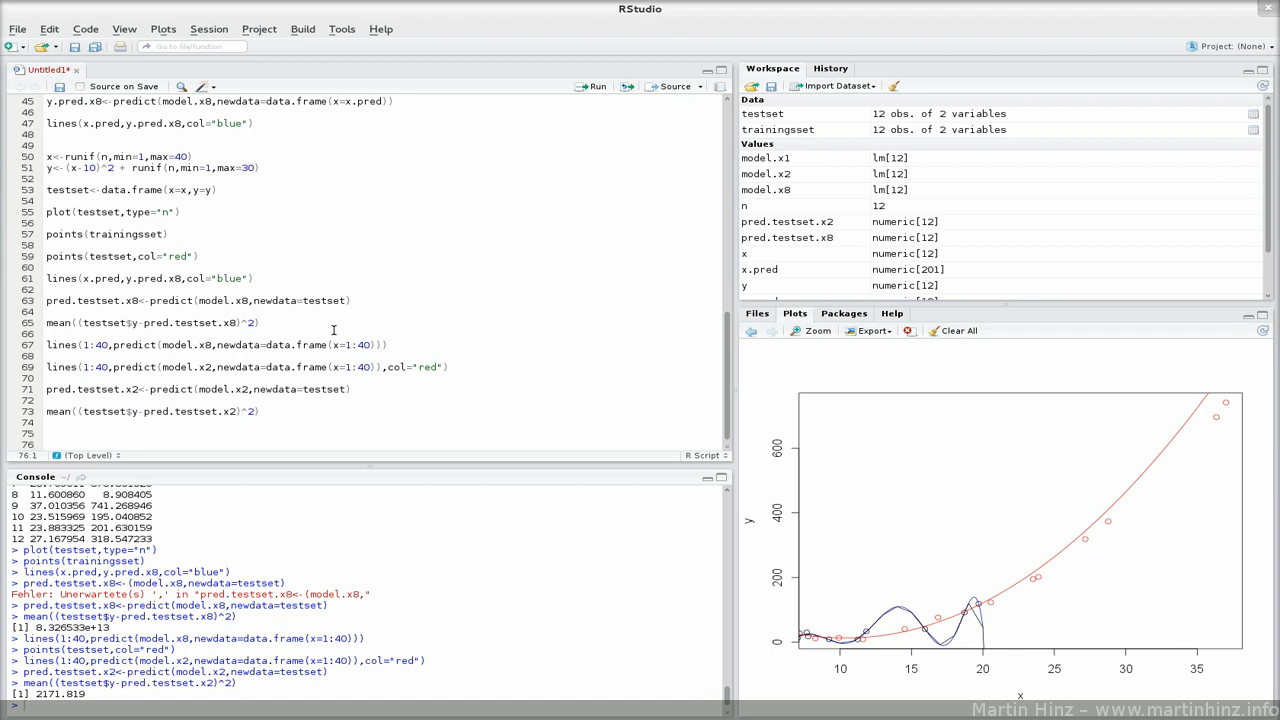 RStudio
File Edit Code View Plots Session Project Build Tools Help
Go to file/function
Project: (None)
Untitled1*
Source on Save
Run
Source
45 y.pred.x8<-predict(model.x8,newdata=data.frame(x=x.pred))
46
47 lines(x.pred,y.pred.x8,col="blue")
48
49
50 x<-runif(n,min=1,max=40)
51 y<-(x-10)^2 + runif(n,min=1,max=30)
52
53 testset<-data.frame(x=x,y=y)
54
55 plot(testset,type="n")
56
57 points(trainingsset)
58
59 points(testset,col="red")
60
61 lines(x.pred,y.pred.x8,col="blue")
62
63 pred.testset.x8<-predict(model.x8,newdata=testset)
64
65 mean((testset$y-pred.testset.x8)^2)
66
67 lines(1:40,predict(model.x8,newdata=data.frame(x=1:40)))
68
69 lines(1:40,predict(model.x2,newdata=data.frame(x=1:40)),col="red")
70
71 pred.testset.x2<-predict(model.x2,newdata=testset)
72
73 mean((testset$y-pred.testset.x2)^2)
74
75
76
76:1 (Top Level) R Script
Console ~/
8 11.600860 8.908405
9 37.010356 741.268946
10 23.515969 195.040852
11 23.883325 201.630159
12 27.167954 318.547233
> plot(testset,type="n")
> points(trainingsset)
> lines(x.pred,y.pred.x8,col="blue")
> pred.testset.x8<-(model.x8,newdata=testset)
Fehler: Unerwartete(s) ',' in "pred.testset.x8<-(model.x8,"
> pred.testset.x8<-predict(model.x8,newdata=testset)
> mean((testset$y-pred.testset.x8)^2)
[1] 8.326533e+13
> lines(1:40,predict(model.x8,newdata=data.frame(x=1:40)))
> points(testset,col="red")
> lines(1:40,predict(model.x2,newdata=data.frame(x=1:40)),col="red")
> pred.testset.x2<-predict(model.x2,newdata=testset)
> mean((testset$y-pred.testset.x2)^2)
[1] 2171.819
>
Workspace History
Import Dataset
Data
testset 12 obs. of 2 variables
trainingsset 12 obs. of 2 variables
Values
model.x1 lm[12]
model.x2 lm[12]
model.x8 lm[12]
n 12
pred.testset.x2 numeric[12]
pred.testset.x8 numeric[12]
x numeric[12]
x.pred numeric[201]
y numeric[12]
Files Plots Packages Help
Zoom Export Clear All
y
600
400
200
0
10 15 20 25 30 35
x
Martin Hinz – www.martinhinz.info